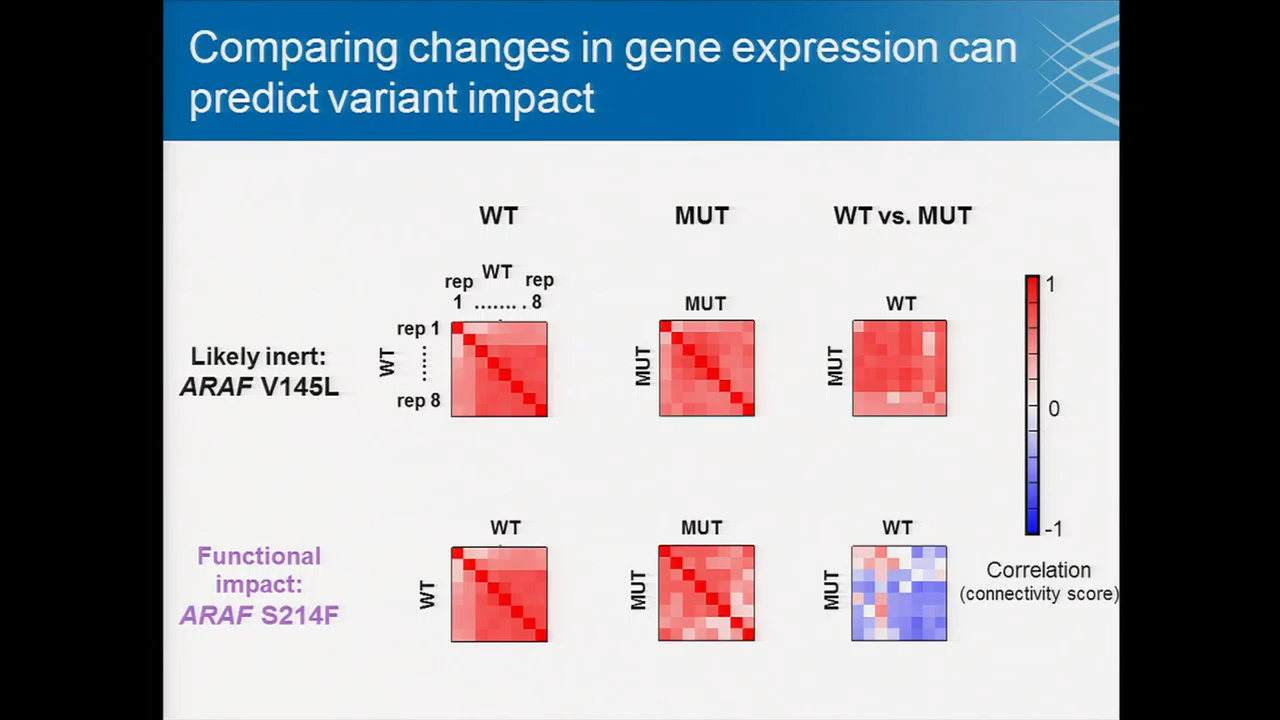 Comparing changes in gene expression can
predict variant impact
WT
MUT
WT vs. MUT
rep WT rep
1 ........ 8
rep 1
WT
rep 8
MUT
MUT
WT
MUT
Likely inert:
ARAF V145L
1
0
-1
Correlation
(connectivity score)
WT
WT
MUT
MUT
WT
MUT
Functional
impact:
ARAF S214F